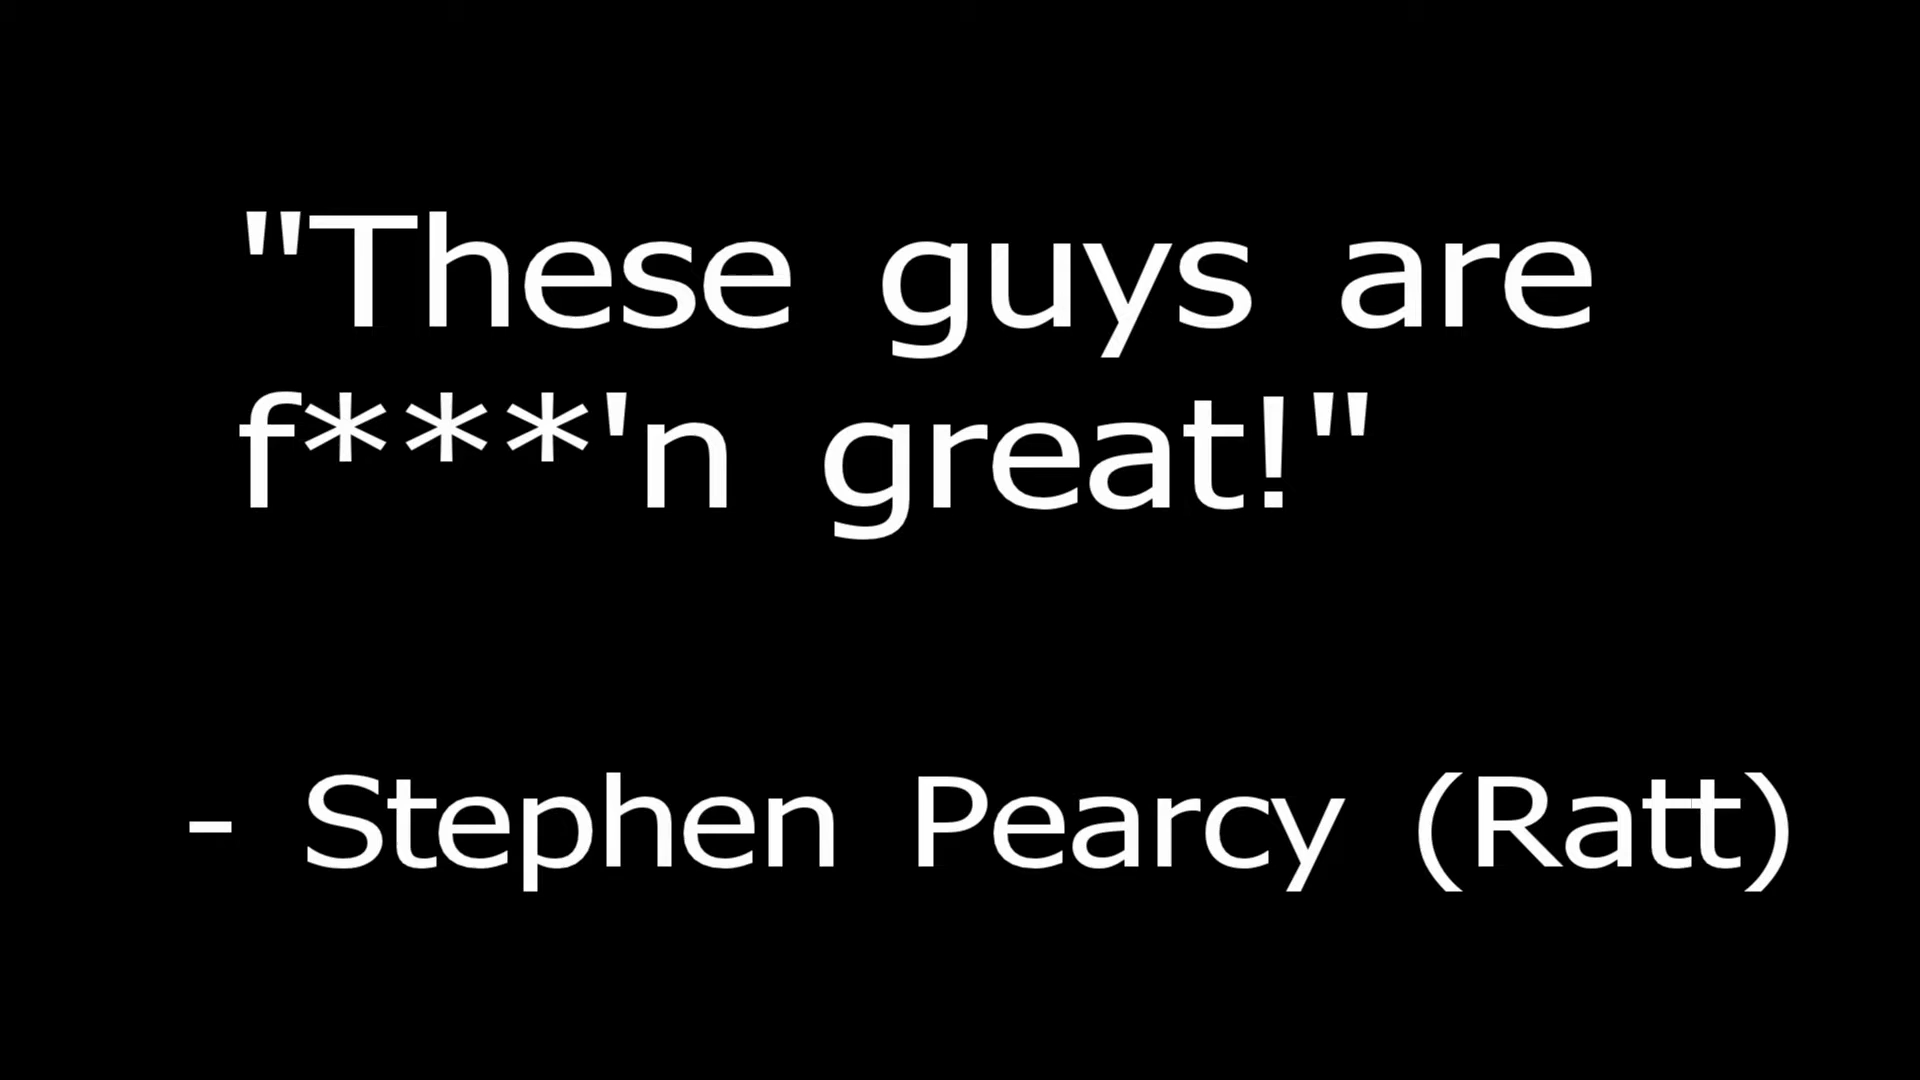 "These guys are
f***'n great!"
- Stephen Pearcy (Ratt)